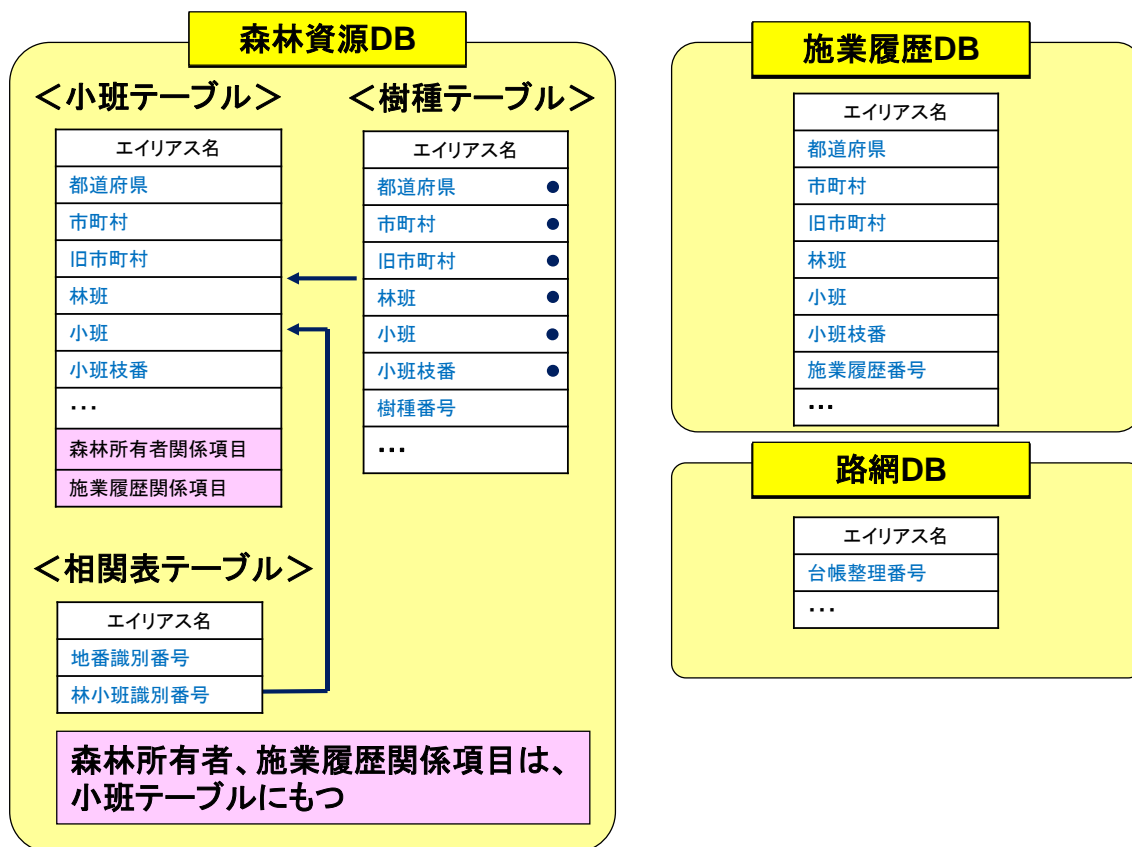 森林資源DB
＜小班テーブル＞
エイリアス名
都道府県
市町村
旧市町村
林班
小班
小班枝番
・・・
森林所有者関係項目
施業履歴関係項目
＜樹種テーブル＞
エイリアス名
都道府県 ●
市町村 ●
旧市町村 ●
林班 ●
小班 ●
小班枝番 ●
樹種番号
・・・
＜相関表テーブル＞
エイリアス名
地番識別番号
林小班識別番号
森林所有者、施業履歴関係項目は、
小班テーブルにもつ
施業履歴DB
エイリアス名
都道府県
市町村
旧市町村
林班
小班
小班枝番
施業履歴番号
・・・
路網DB
エイリアス名
台帳整理番号
・・・